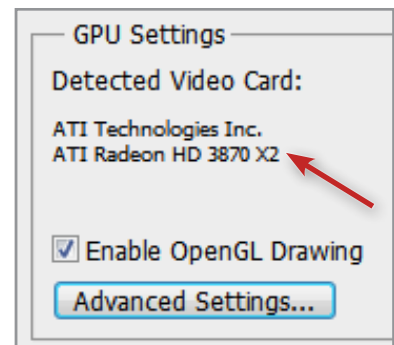 GPU Settings
Detected Video Card:
ATI Technologies Inc.
ATI Radeon HD 3870 X2
Enable OpenGL Drawing
Advanced Settings...